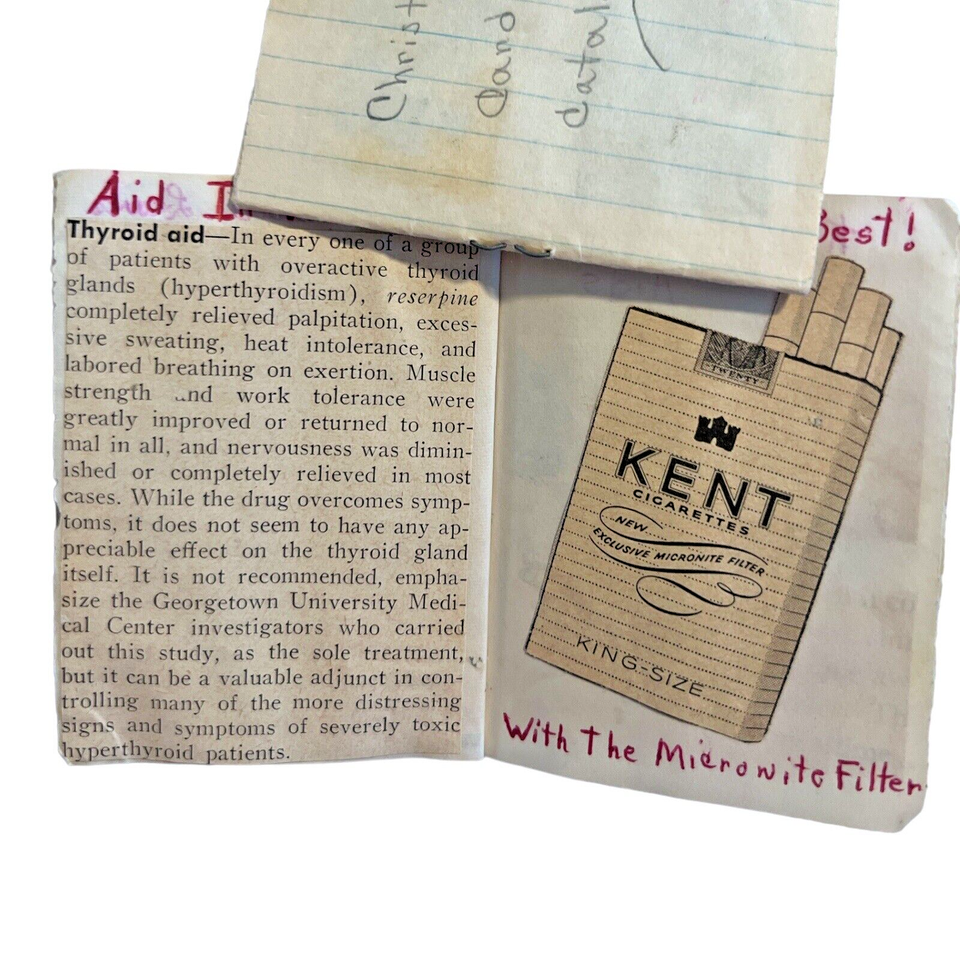 Christ
Cand
Catal
Aid In
Best!
Thyroid aid—In every one of a group
of patients with overactive thyroid
glands (hyperthyroidism), reserpine
completely relieved palpitation, exces-
sive sweating, heat intolerance, and
labored breathing on exertion. Muscle
strength and work tolerance were
greatly improved or returned to nor-
mal in all, and nervousness was dimin-
ished or completely relieved in most
cases. While the drug overcomes symp-
toms, it does not seem to have any ap-
preciable effect on the thyroid gland
itself. It is not recommended, empha-
size the Georgetown University Medi-
cal Center investigators who carried
out this study, as the sole treatment,
but it can be a valuable adjunct in con-
trolling many of the more distressing
signs and symptoms of severely toxic
hyperthyroid patients.
TWENTY
KENT
CIGARETTES
NEW
EXCLUSIVE MICRONITE FILTER
KING-SIZE
With The Micronite Filter